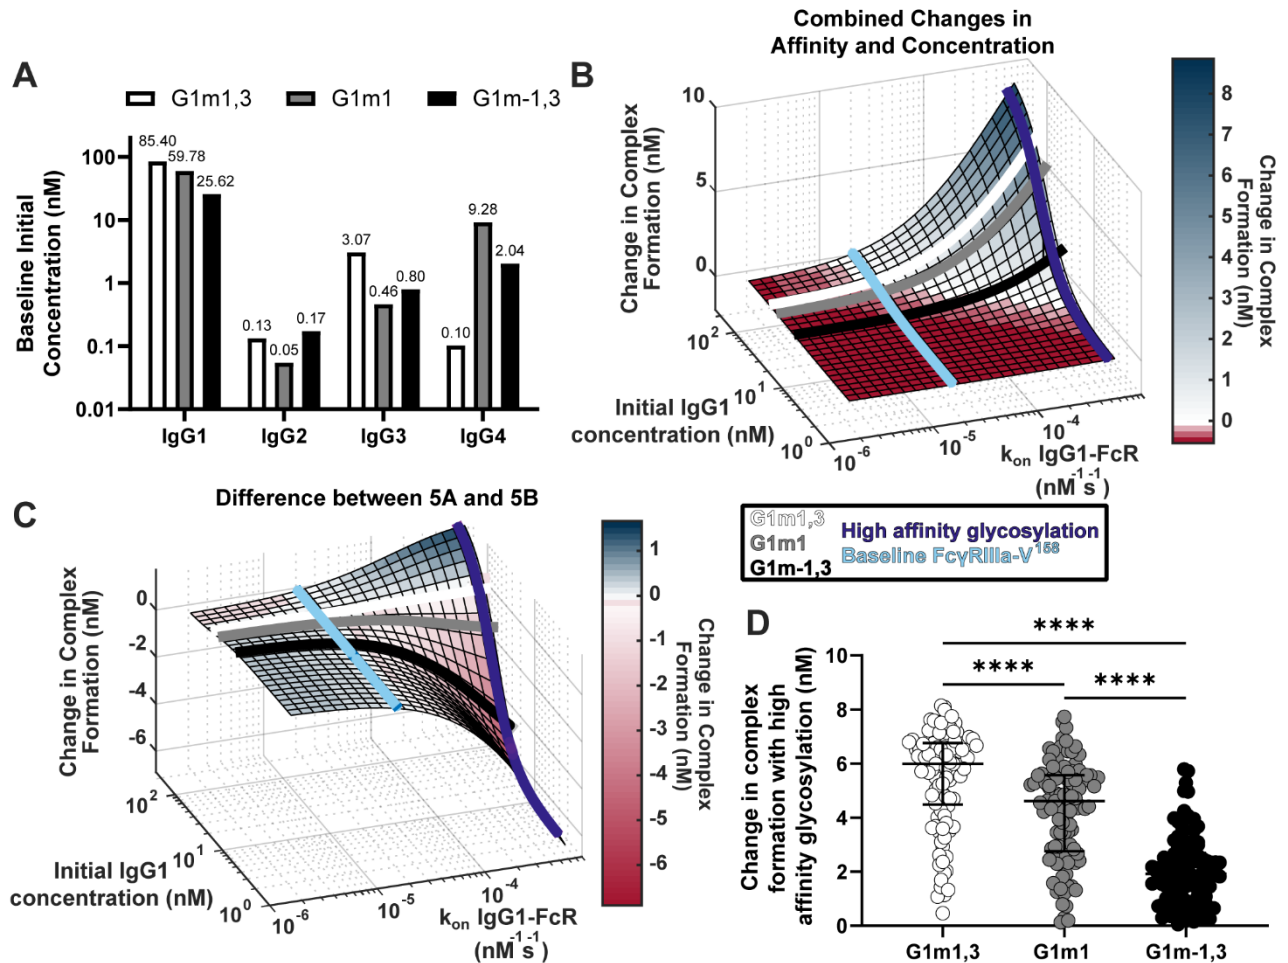 A
G1m1,3
G1m1
G1m-1,3
Baseline Initial
Concentration (nM)
100
10
1
0.1
0.01
85.40
59.78
25.62
0.13
0.05
0.17
3.07
0.46
0.80
0.10
9.28
2.04
IgG1
IgG2
IgG3
IgG4
B
Combined Changes in
Affinity and Concentration
Change in Complex
Formation (nM)
10
5
0
10²
10¹
10⁰
Initial IgG1
concentration (nM)
10⁻⁶
10⁻⁵
10⁻⁴
kₒₙ IgG1-FcR
(nM⁻¹s⁻¹)
8
7
6
5
4
3
2
1
0
Change in Complex
Formation (nM)
C
Difference between 5A and 5B
Change in Complex
Formation (nM)
0
-2
-4
-6
10²
10¹
10⁰
Initial IgG1
concentration (nM)
10⁻⁶
10⁻⁵
10⁻⁴
kₒₙ IgG1-FcR
(nM⁻¹s⁻¹)
1
0
-1
-2
-3
-4
-5
-6
Change in Complex
Formation (nM)
G1m1,3
G1m1
G1m-1,3
High affinity glycosylation
Baseline FcγRIIIa-V¹⁵⁸
D
Change in complex
formation with high
affinity glycosylation (nM)
10
8
6
4
2
0
****
****
****
G1m1,3
G1m1
G1m-1,3